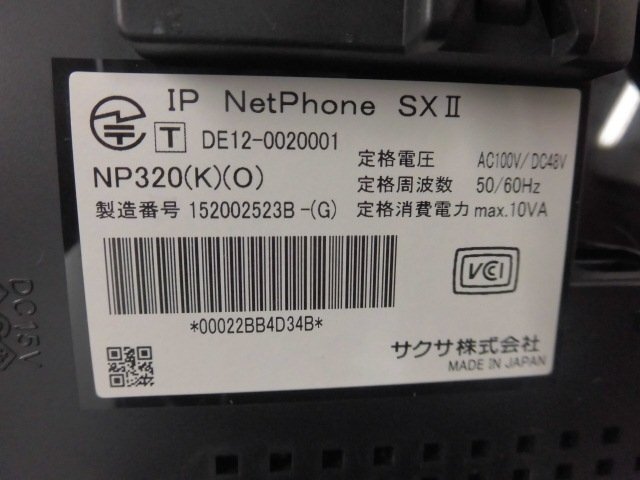 IP NetPhone SXⅡ
T DE12-0020001
NP320(K)(O)
製造番号 152002523B-(G)
定格電圧 AC100V/DC48V
定格周波数 50/60Hz
定格消費電力 max.10VA
*00022BB4D34B*
VCI
サクサ株式会社
MADE IN JAPAN
DC15V